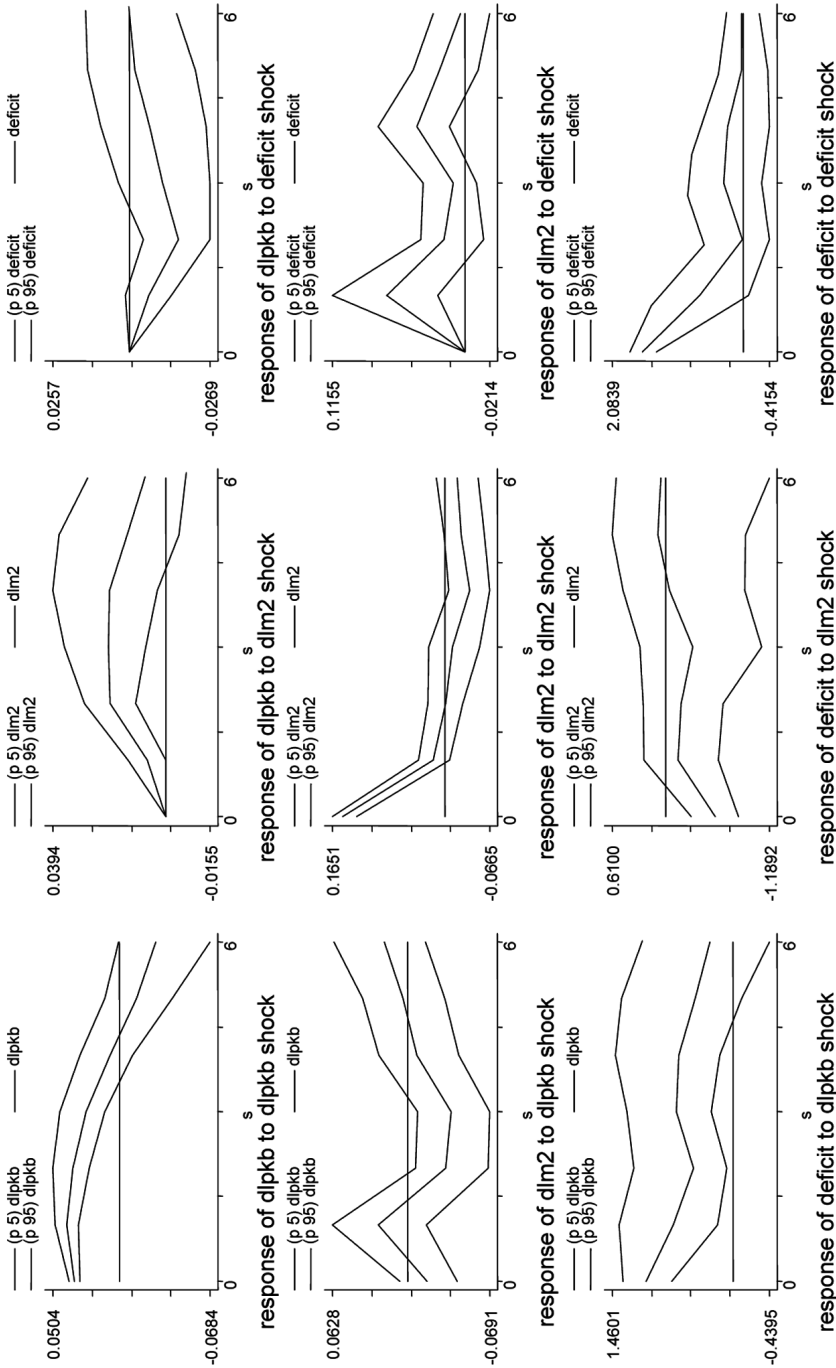 (p 5) dlpkb
dlpkb
(p 95) dlpkb
0.0504
-0.0684
0
6
s
response of dlpkb to dlpkb shock
(p 5) dlm2
dlm2
(p 95) dlm2
0.0394
-0.0155
0
6
s
response of dlpkb to dlm2 shock
(p 5) deficit
deficit
(p 95) deficit
0.0257
-0.0269
0
6
s
response of dlpkb to deficit shock
(p 5) dlpkb
dlpkb
(p 95) dlpkb
0.0628
-0.0691
0
6
s
response of dlm2 to dlpkb shock
(p 5) dlm2
dlm2
(p 95) dlm2
0.1651
-0.0665
0
6
s
response of dlm2 to dlm2 shock
(p 5) deficit
deficit
(p 95) deficit
0.1155
-0.0214
0
6
s
response of dlm2 to deficit shock
(p 5) dlpkb
dlpkb
(p 95) dlpkb
1.4601
-0.4395
0
6
s
response of deficit to dlpkb shock
(p 5) dlm2
dlm2
(p 95) dlm2
0.6100
-1.1892
0
6
s
response of deficit to dlm2 shock
(p 5) deficit
deficit
(p 95) deficit
2.0839
-0.4154
0
6
s
response of deficit to deficit shock